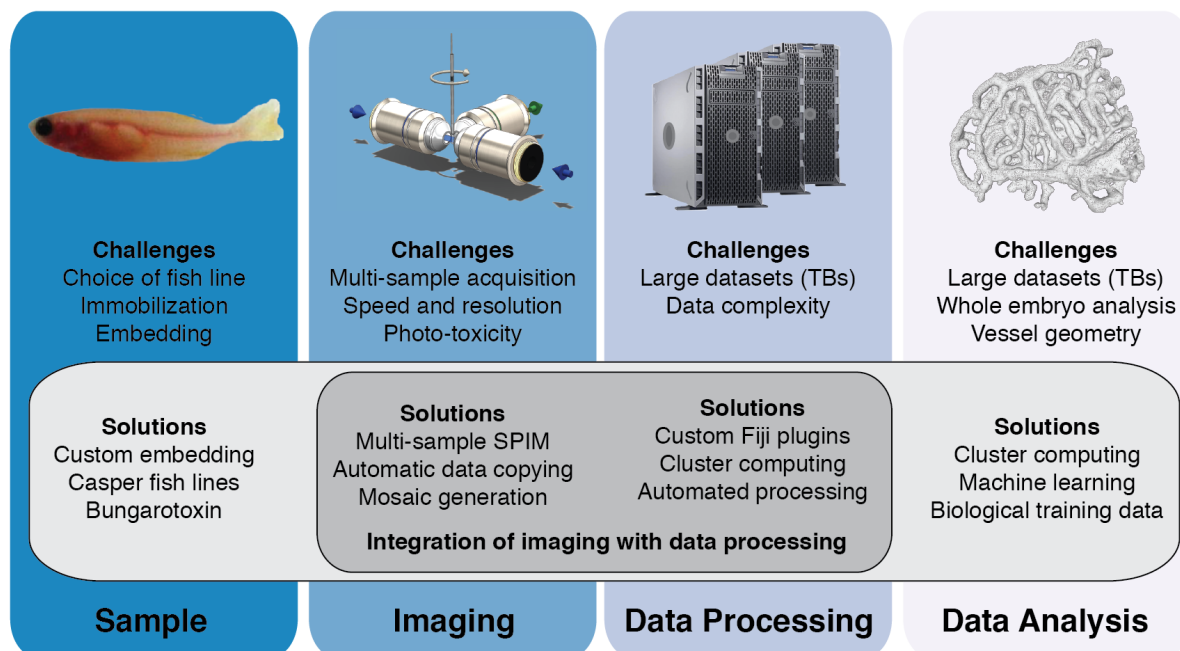 Challenges
Choice of fish line
Immobilization
Embedding
Challenges
Multi-sample acquisition
Speed and resolution
Photo-toxicity
Challenges
Large datasets (TBs)
Data complexity
Challenges
Large datasets (TBs)
Whole embryo analysis
Vessel geometry
Solutions
Custom embedding
Casper fish lines
Bungarotoxin
Solutions
Multi-sample SPIM
Automatic data copying
Mosaic generation
Solutions
Custom Fiji plugins
Cluster computing
Automated processing
Integration of imaging with data processing
Solutions
Cluster computing
Machine learning
Biological training data
Sample
Imaging
Data Processing
Data Analysis